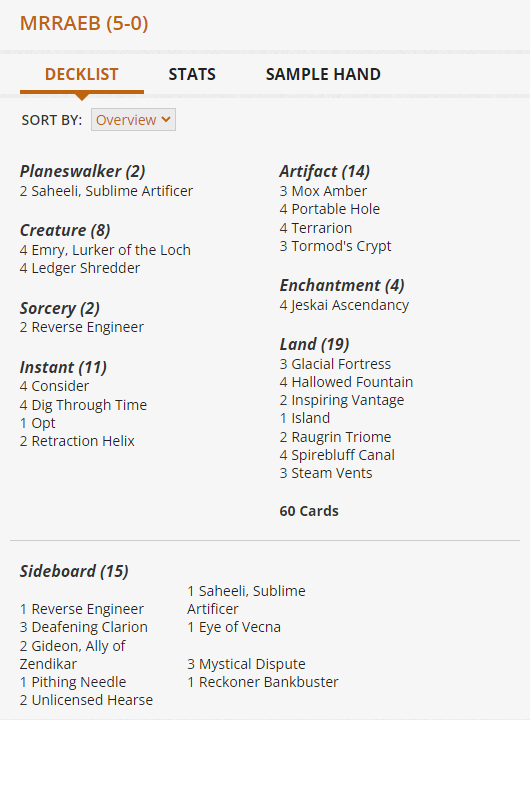 MRRAEB (5-0)
DECKLIST
STATS
SAMPLE HAND
SORT BY: Overview
Planeswalker (2)
2 Saheeli, Sublime Artificer
Creature (8)
4 Emry, Lurker of the Loch
4 Ledger Shredder
Sorcery (2)
2 Reverse Engineer
Instant (11)
4 Consider
4 Dig Through Time
1 Opt
2 Retraction Helix
Artifact (14)
3 Mox Amber
4 Portable Hole
4 Terrarion
3 Tormod's Crypt
Enchantment (4)
4 Jeskai Ascendancy
Land (19)
3 Glacial Fortress
4 Hallowed Fountain
2 Inspiring Vantage
1 Island
2 Raugrin Triome
4 Spirebluff Canal
3 Steam Vents
60 Cards
Sideboard (15)
1 Reverse Engineer
3 Deafening Clarion
2 Gideon, Ally of
Zendikar
1 Pithing Needle
2 Unlicensed Hearse
1 Saheeli, Sublime
Artificer
1 Eye of Vecna
3 Mystical Dispute
1 Reckoner Bankbuster